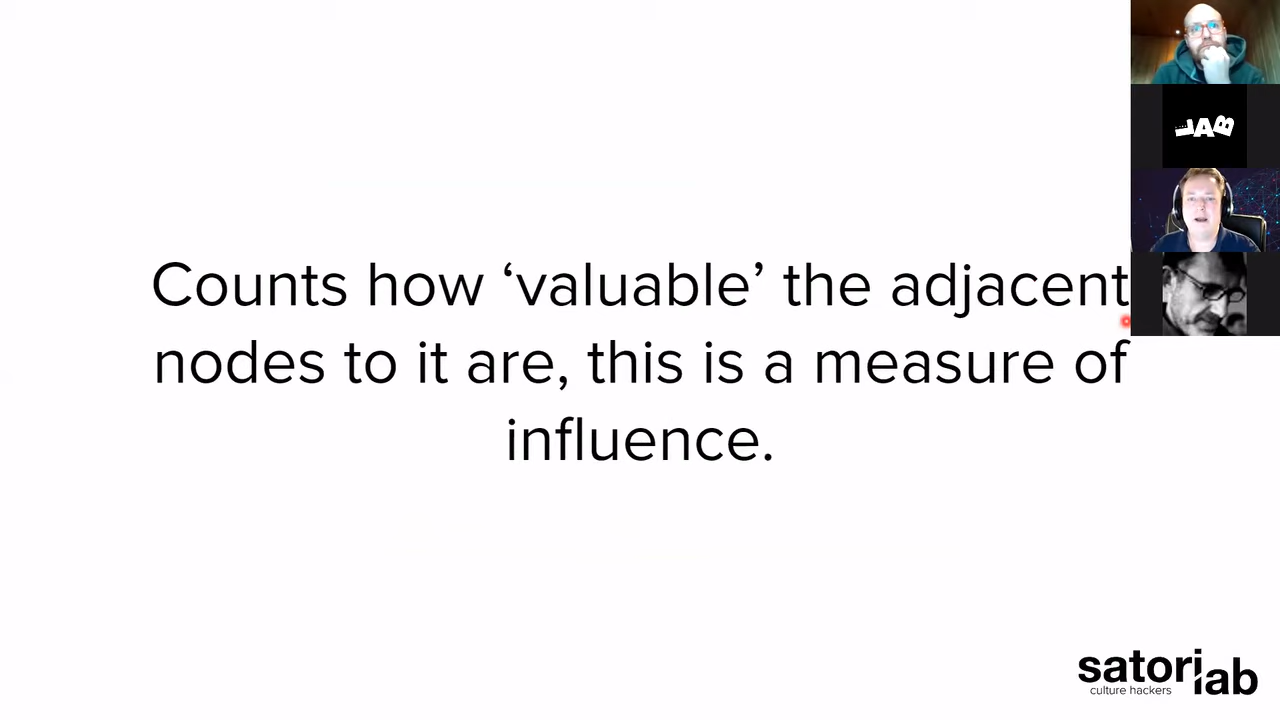 Counts how ‘valuable’ the adjacent
nodes to it are, this is a measure of
influence.
LAB
satori lab
culture hackers